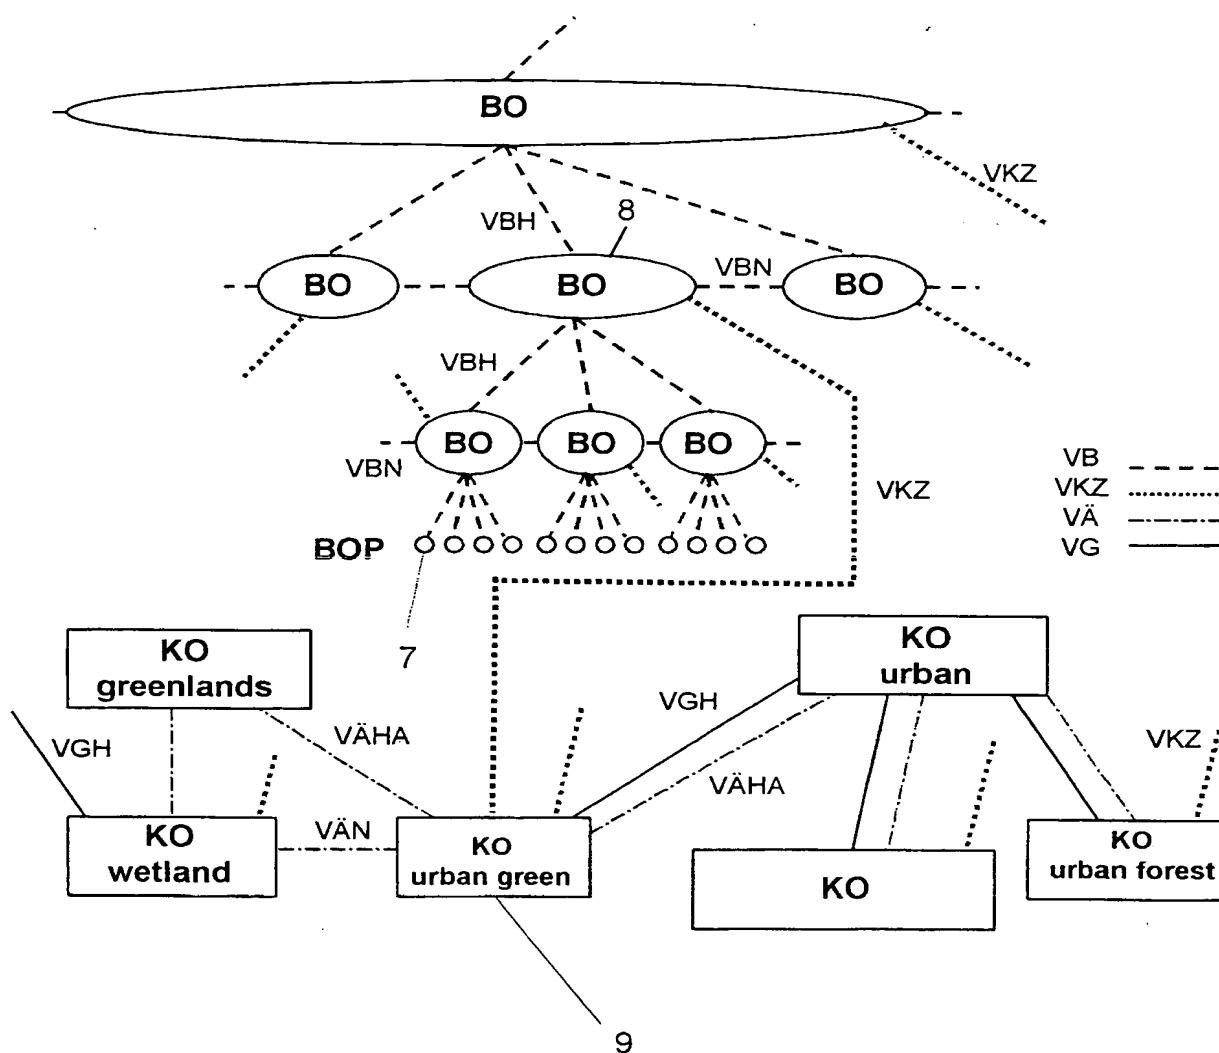 BO
VKZ
8
VBH
BO
BO
VBN
BO
VBH
BO
BO
BO
VBN
VKZ
VB
VKZ
VÄ
VG
BOP
7
KO
greenlands
KO
urban
VGH
VÄHA
VGH
VÄHA
VKZ
KO
wetland
VÄN
KO
urban green
KO
KO
urban forest
9